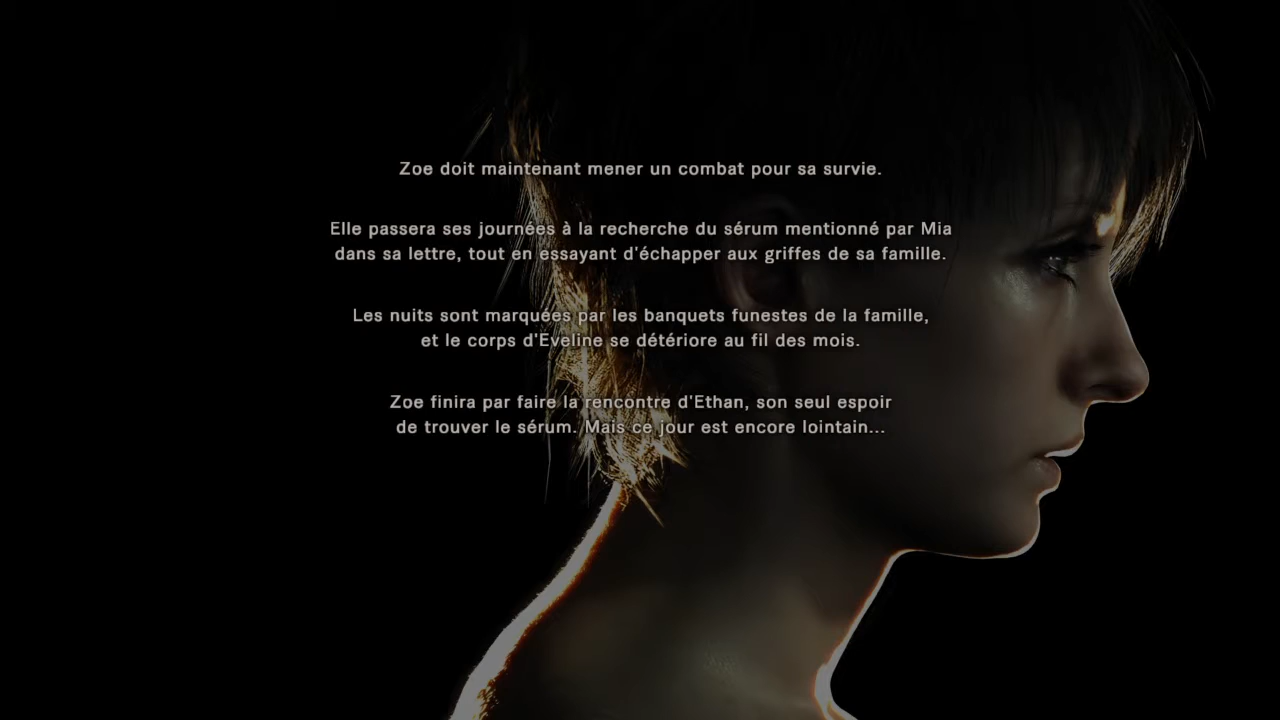 Zoe doit maintenant mener un combat pour sa survie.
Elle passera ses journées à la recherche du sérum mentionné par Mia
dans sa lettre, tout en essayant d'échapper aux griffes de sa famille.
Les nuits sont marquées par les banquets funestes de la famille,
et le corps d'Eveline se détériore au fil des mois.
Zoe finira par faire la rencontre d'Ethan, son seul espoir
de trouver le sérum. Mais ce jour est encore lointain...